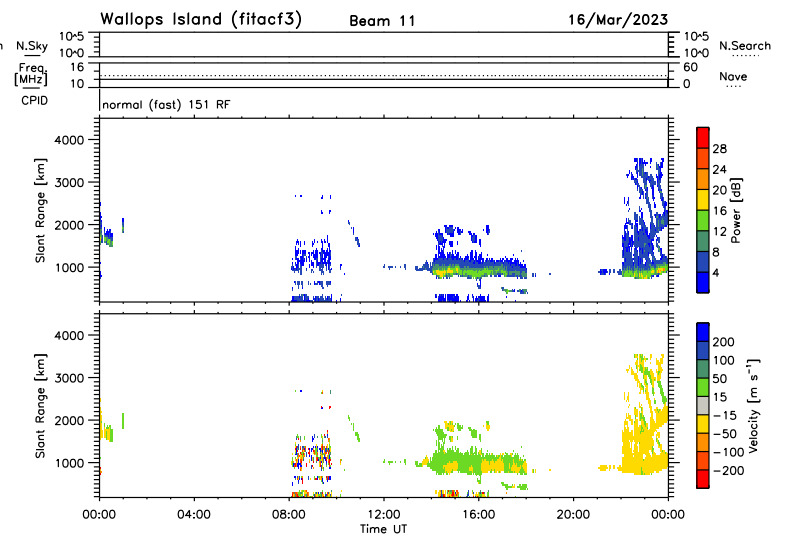 Wallops Island (fitacf3) Beam 11 16/Mar/2023
n N.Sky 10^5 10^0 10^5 10^0 N.Search
Freq. [MHz] 16 10 60 0 Nave
CPID normal (fast) 151 RF
Slant Range [km]
4000
3000
2000
1000
28
24
20
16
12
8
4
Power [dB]
Slant Range [km]
4000
3000
2000
1000
200
100
50
15
-15
-50
-100
-200
Velocity [m s⁻¹]
00:00 04:00 08:00 12:00 16:00 20:00 00:00
Time UT